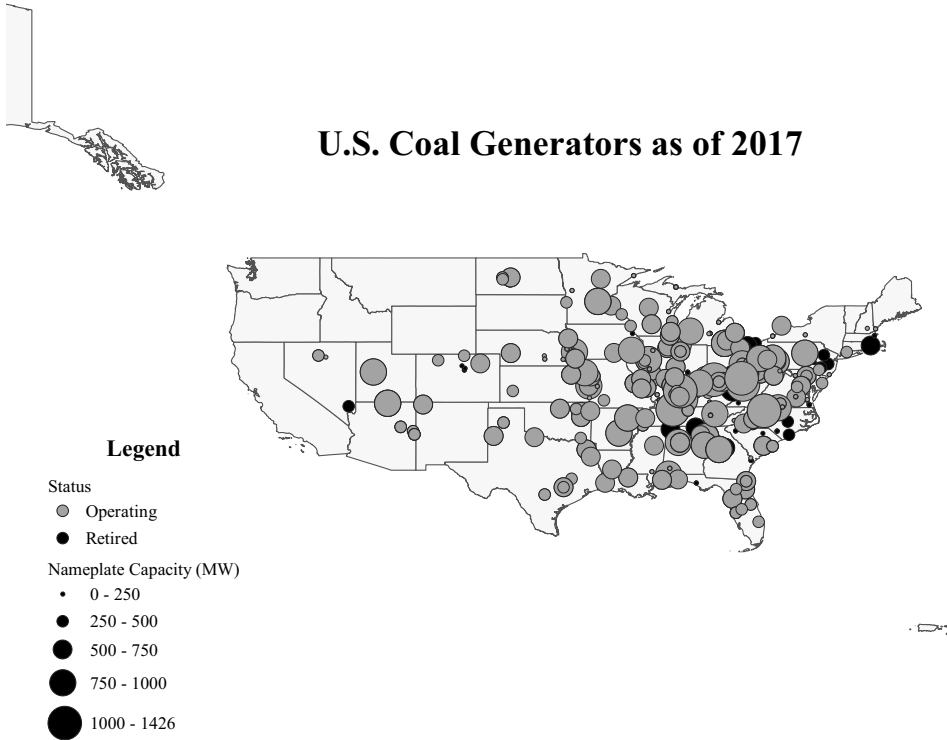 U.S. Coal Generators as of 2017
Legend
Status
Operating
Retired
Nameplate Capacity (MW)
0 - 250
250 - 500
500 - 750
750 - 1000
1000 - 1426